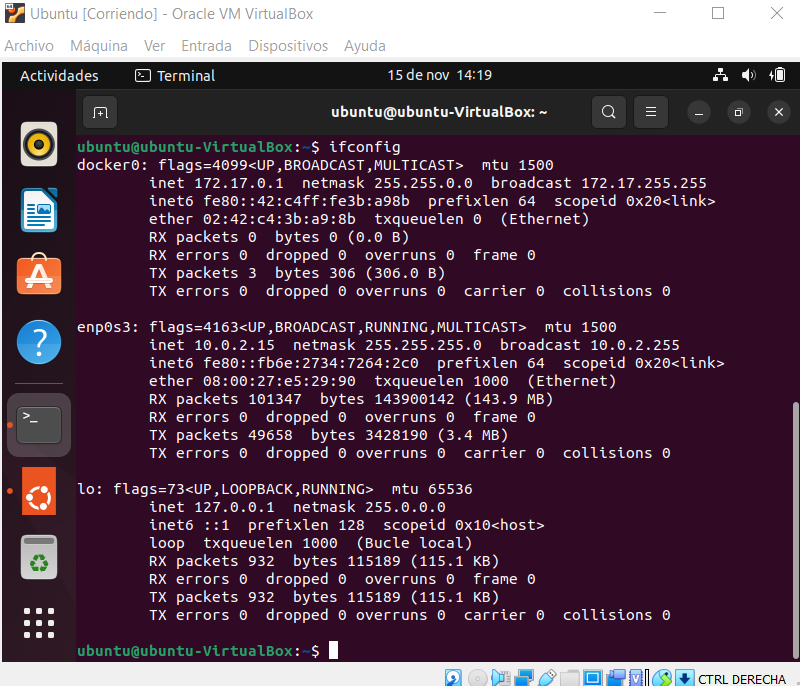 Ubuntu [Corriendo] - Oracle VM VirtualBox
Archivo Máquina Ver Entrada Dispositivos Ayuda
Actividades Terminal 15 de nov 14:19
ubuntu@ubuntu-VirtualBox: ~
ubuntu@ubuntu-VirtualBox:~$ ifconfig
docker0: flags=4099<UP,BROADCAST,MULTICAST>  mtu 1500
        inet 172.17.0.1  netmask 255.255.0.0  broadcast 172.17.255.255
        inet6 fe80::42:c4ff:fe3b:a98b  prefixlen 64  scopeid 0x20<link>
        ether 02:42:c4:3b:a9:8b  txqueuelen 0  (Ethernet)
        RX packets 0  bytes 0 (0.0 B)
        RX errors 0  dropped 0  overruns 0  frame 0
        TX packets 3  bytes 306 (306.0 B)
        TX errors 0  dropped 0 overruns 0  carrier 0  collisions 0
enp0s3: flags=4163<UP,BROADCAST,RUNNING,MULTICAST>  mtu 1500
        inet 10.0.2.15  netmask 255.255.255.0  broadcast 10.0.2.255
        inet6 fe80::fb6e:2734:7264:2c0  prefixlen 64  scopeid 0x20<link>
        ether 08:00:27:e5:29:90  txqueuelen 1000  (Ethernet)
        RX packets 101347  bytes 143900142 (143.9 MB)
        RX errors 0  dropped 0  overruns 0  frame 0
        TX packets 49658  bytes 3428190 (3.4 MB)
        TX errors 0  dropped 0 overruns 0  carrier 0  collisions 0
lo: flags=73<UP,LOOPBACK,RUNNING>  mtu 65536
        inet 127.0.0.1  netmask 255.0.0.0
        inet6 ::1  prefixlen 128  scopeid 0x10<host>
        loop  txqueuelen 1000  (Bucle local)
        RX packets 932  bytes 115189 (115.1 KB)
        RX errors 0  dropped 0  overruns 0  frame 0
        TX packets 932  bytes 115189 (115.1 KB)
        TX errors 0  dropped 0 overruns 0  carrier 0  collisions 0
ubuntu@ubuntu-VirtualBox:~$
CTRL DERECHA